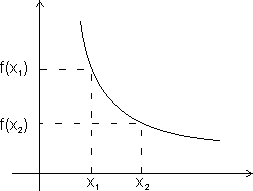 f(x₁)
f(x₂)
x₁ x₂